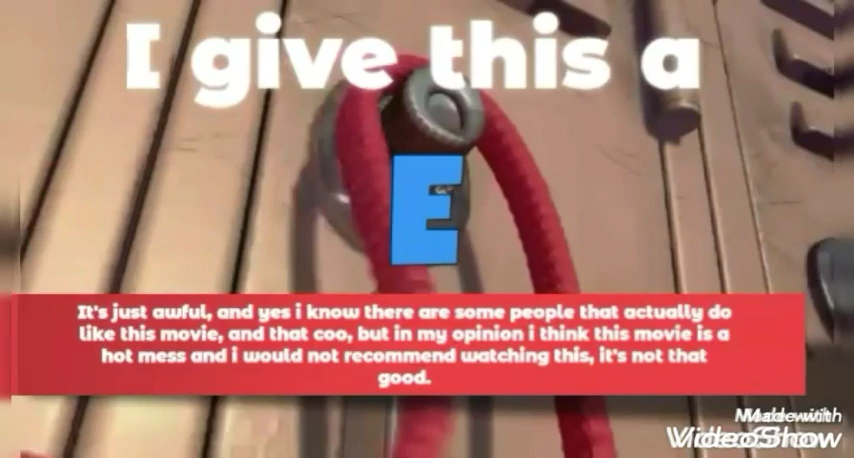 I give this a
E
It's just awful, and yes i know there are some people that actually do
like this movie, and that coo, but in my opinion i think this movie is a
hot mess and i would not recommend watching this, it's not that
good.
Made with
VideoShow